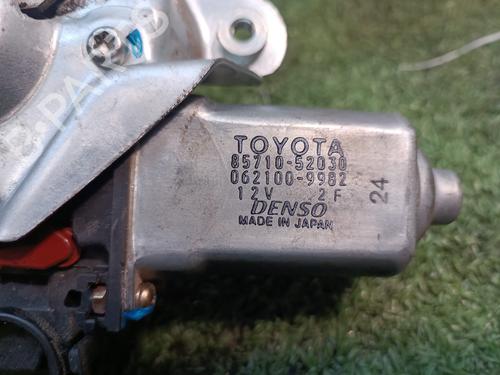 TOYOTA
85710-52030
062100-9982
12V 2F
DENSO
MADE IN JAPAN
24